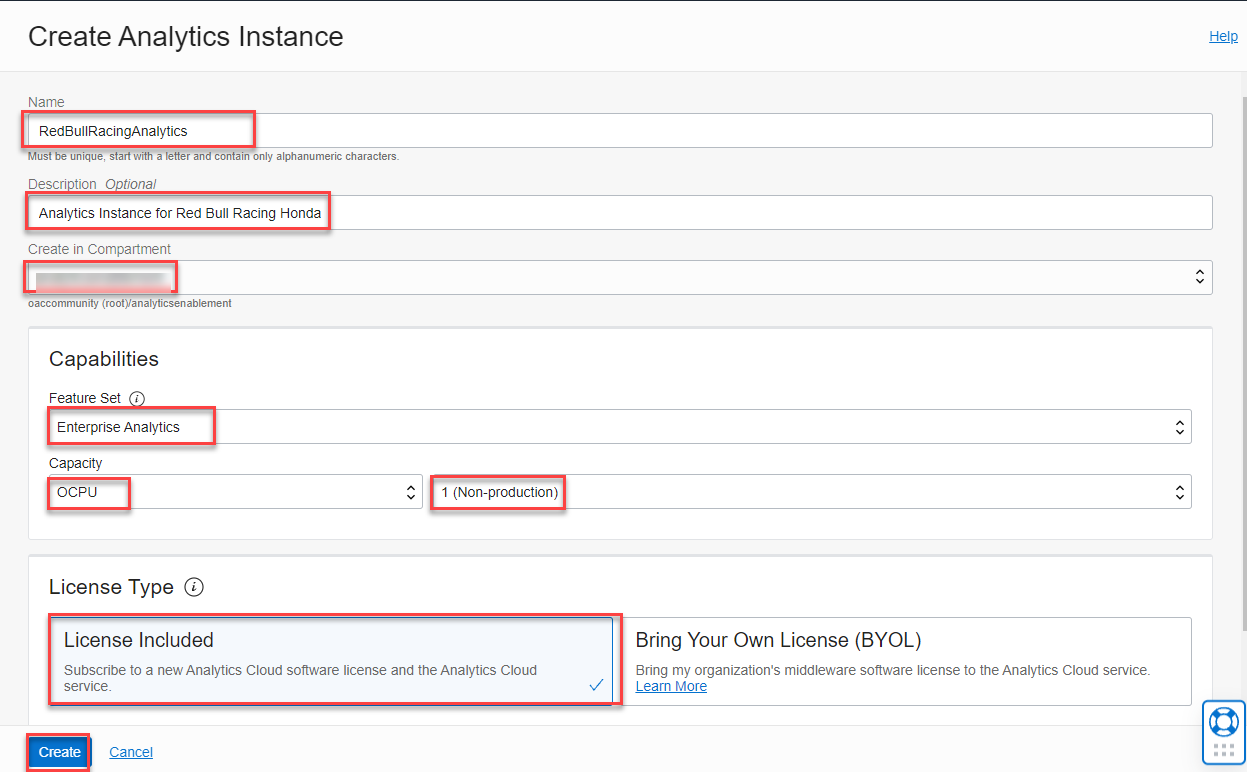 Create Analytics Instance
Help
Name
RedBullRacingAnalytics
Must be unique, start with a letter and contain only alphanumeric characters.
Description Optional
Analytics Instance for Red Bull Racing Honda
Create in Compartment
oaccommunity (root)/analyticsenablement
Capabilities
Feature Set
Enterprise Analytics
Capacity
OCPU
1 (Non-production)
License Type
License Included
Subscribe to a new Analytics Cloud software license and the Analytics Cloud
service.
Bring Your Own License (BYOL)
Bring my organization's middleware software license to the Analytics Cloud service.
Learn More
Create
Cancel